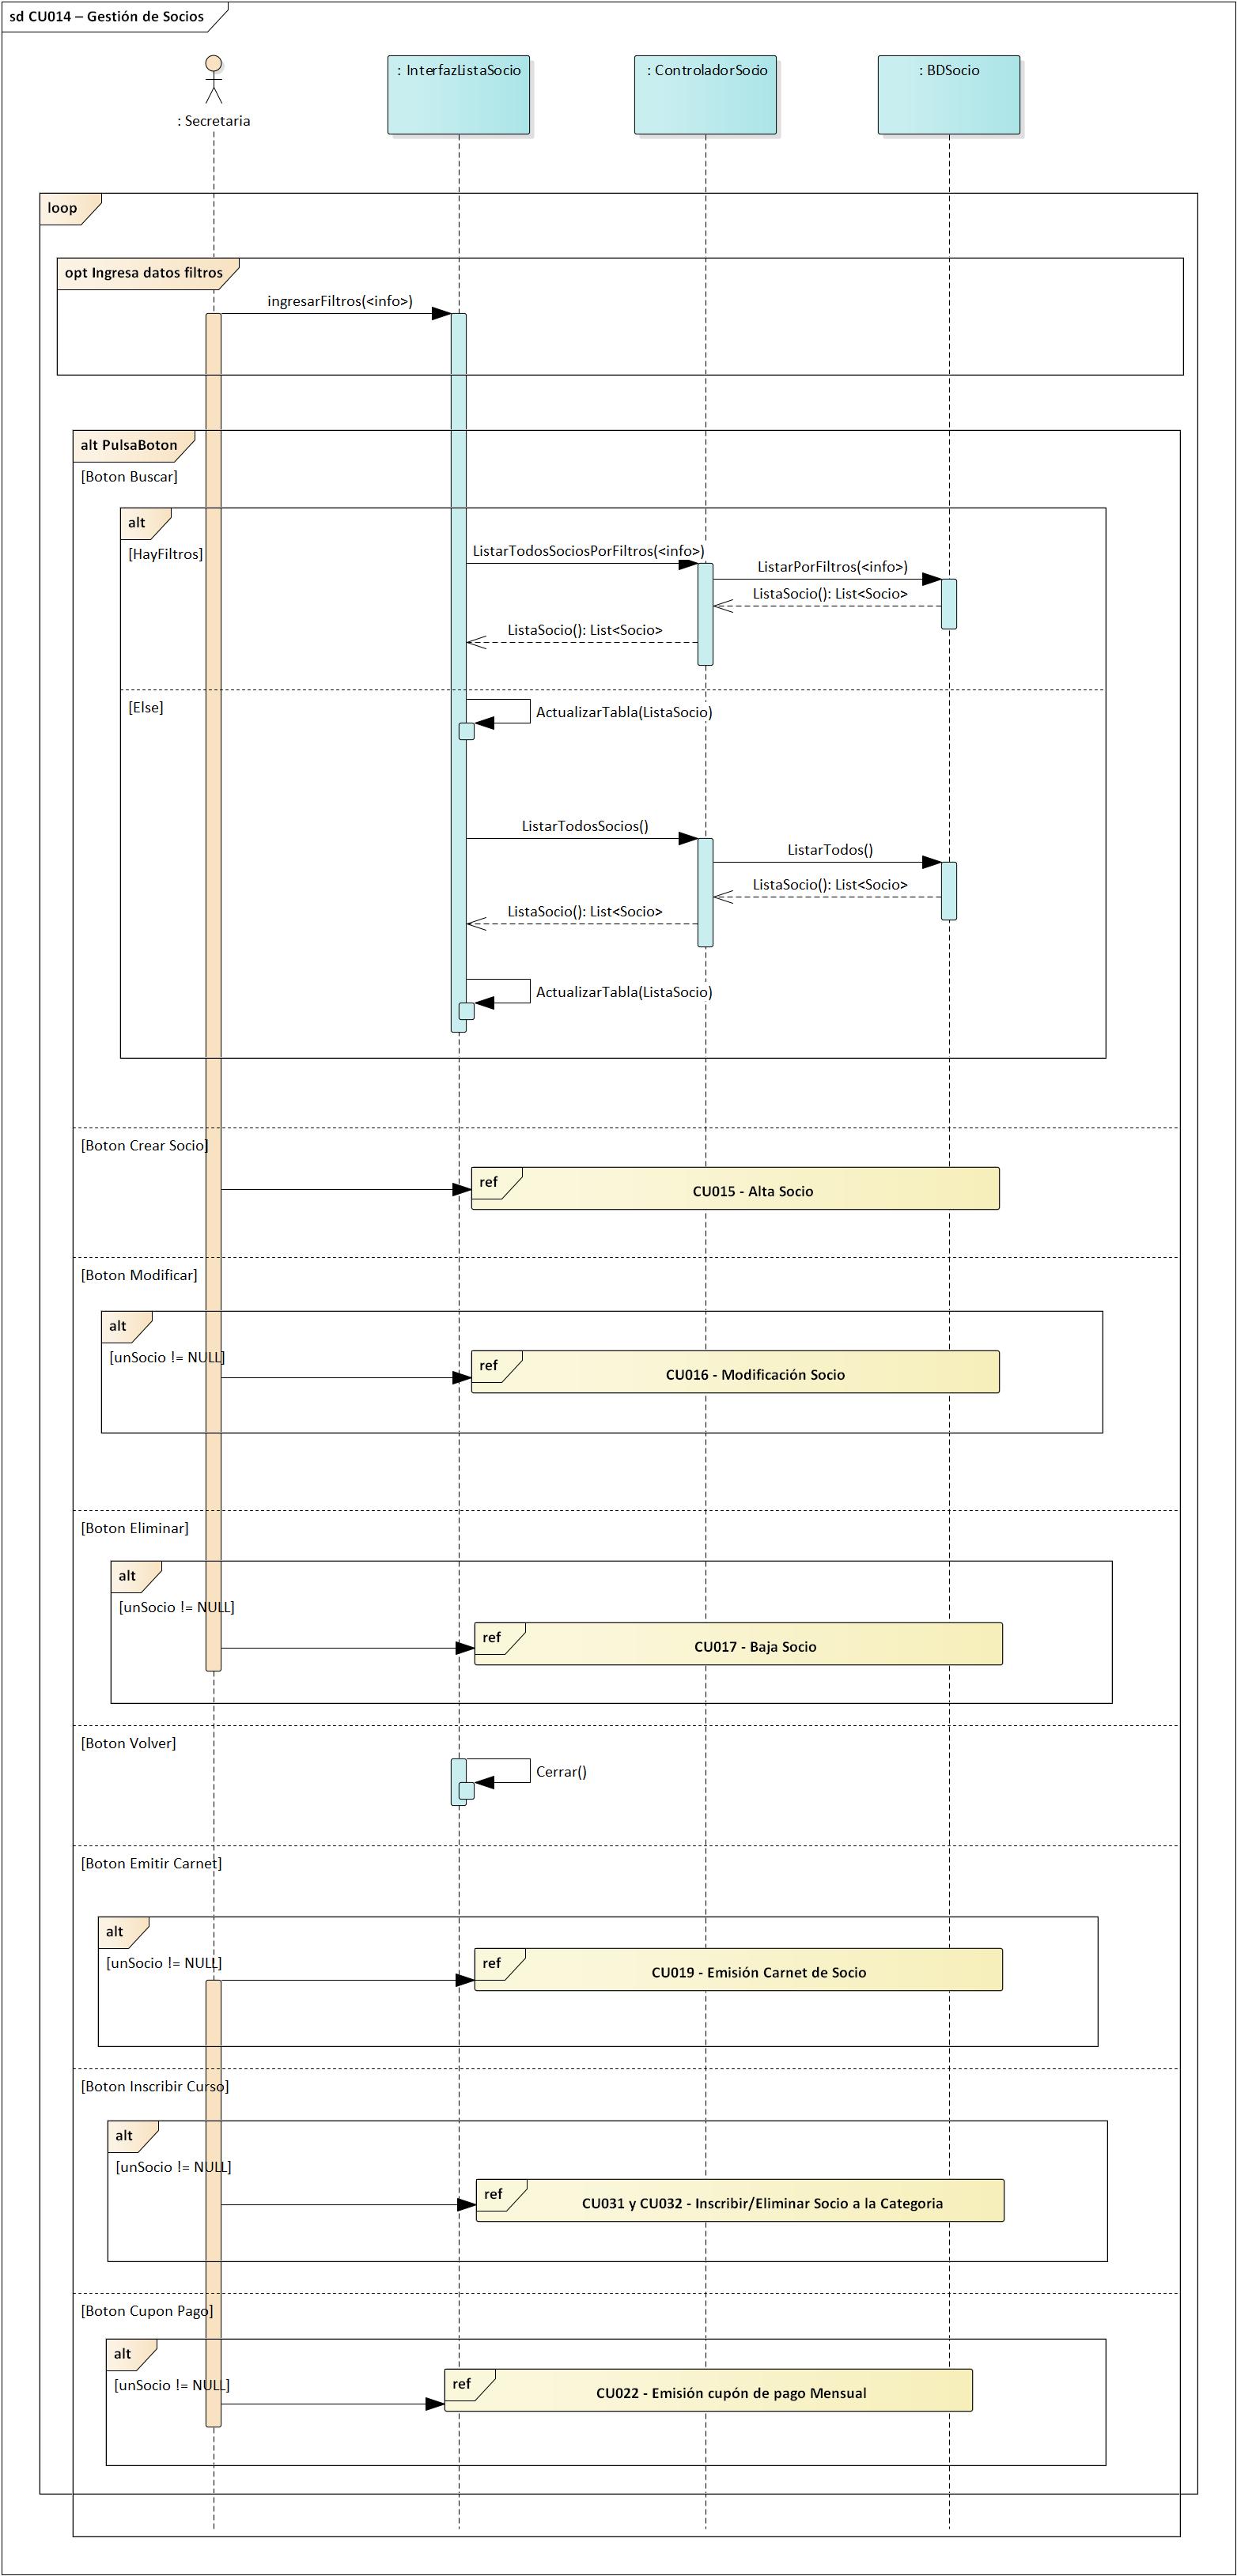 sd CU014 – Gestión de Socios
: Secretaria
: InterfazListaSocio
: ControladorSocio
: BDSocio
loop
opt Ingresa datos filtros
ingresarFiltros(<info>)
alt PulsaBoton
[Boton Buscar]
alt
[HayFiltros]
ListarTodosSociosPorFiltros(<info>)
ListarPorFiltros(<info>)
ListaSocio(): List<Socio>
ListaSocio(): List<Socio>
[Else]
ActualizarTabla(ListaSocio)
ListarTodosSocios()
ListarTodos()
ListaSocio(): List<Socio>
ListaSocio(): List<Socio>
ActualizarTabla(ListaSocio)
[Boton Crear Socio]
ref
CU015 - Alta Socio
[Boton Modificar]
alt
[unSocio != NULL]
ref
CU016 - Modificación Socio
[Boton Eliminar]
alt
[unSocio != NULL]
ref
CU017 - Baja Socio
[Boton Volver]
Cerrar()
[Boton Emitir Carnet]
alt
[unSocio != NULL]
ref
CU019 - Emisión Carnet de Socio
[Boton Inscribir Curso]
alt
[unSocio != NULL]
ref
CU031 y CU032 - Inscribir/Eliminar Socio a la Categoria
[Boton Cupon Pago]
alt
[unSocio != NULL]
ref
CU022 - Emisión cupón de pago Mensual